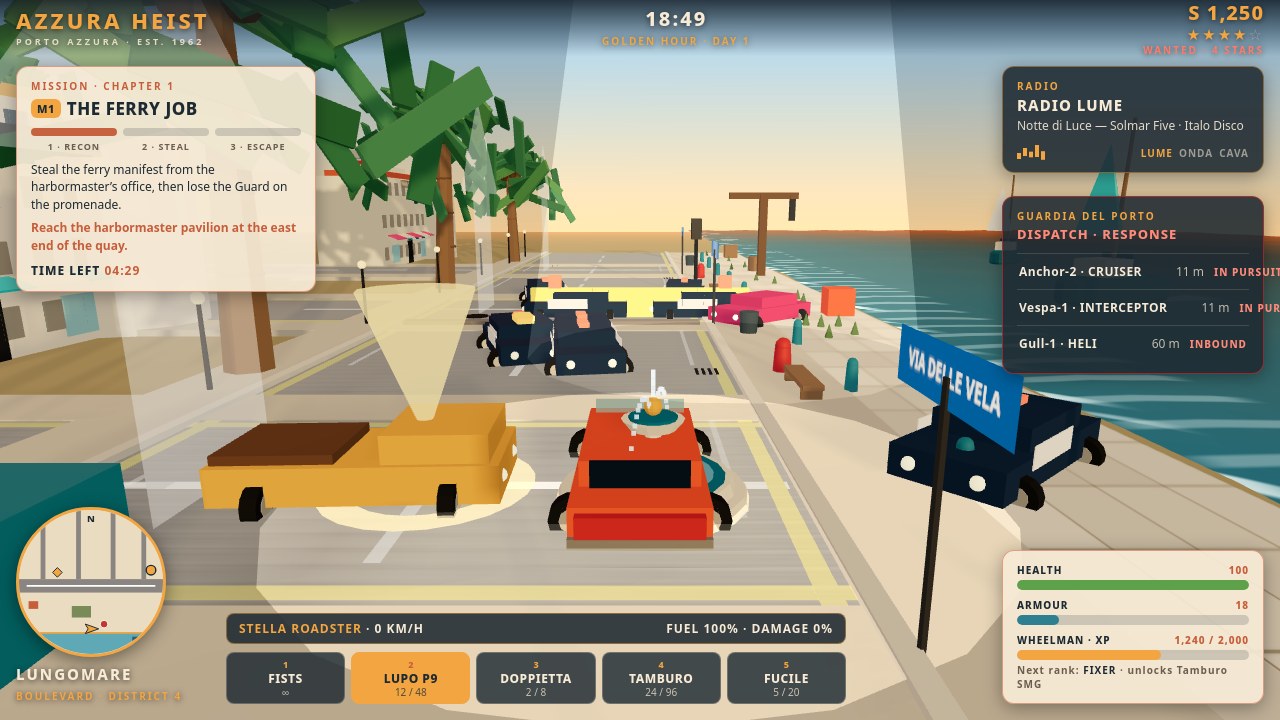 AZZURA HEIST
PORTO AZZURA · EST. 1962
18:49
GOLDEN HOUR · DAY 1
S 1,250
★★★★☆
WANTED · 4 STARS
MISSION · CHAPTER 1
M1 THE FERRY JOB
1 · RECON 2 · STEAL 3 · ESCAPE
Steal the ferry manifest from the
harbormaster's office, then lose the Guard on
the promenade.
Reach the harbormaster pavilion at the east
end of the quay.
TIME LEFT 04:29
RADIO
RADIO LUME
Notte di Luce — Solmar Five · Italo Disco
LUME ONDA CAVA
GUARDIA DEL PORTO
DISPATCH · RESPONSE
Anchor-2 · CRUISER 11 m IN PURSUIT
Vespa-1 · INTERCEPTOR 11 m IN PUR
Gull-1 · HELI 60 m INBOUND
VIA DELLE VELA
N
LUNGOMARE
BOULEVARD · DISTRICT 4
STELLA ROADSTER · 0 KM/H FUEL 100% · DAMAGE 0%
1
FISTS
∞
2
LUPO P9
12 / 48
3
DOPPIETTA
2 / 8
4
TAMBURO
24 / 96
5
FUCILE
5 / 20
HEALTH 100
ARMOUR 18
WHEELMAN · XP 1,240 / 2,000
Next rank: FIXER · unlocks Tamburo
SMG